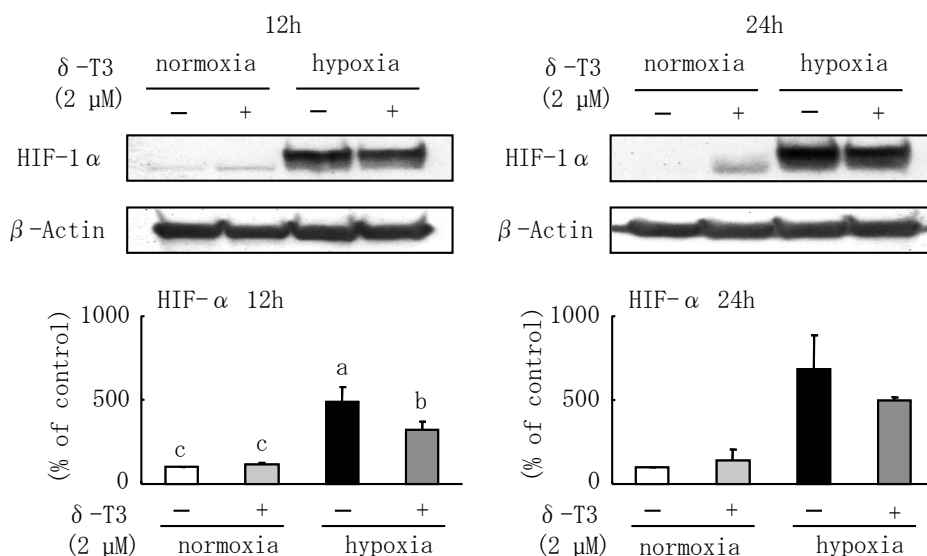 12h
δ-T3
(2 μM)
normoxia hypoxia
− + − +
HIF-1α
β-Actin
24h
δ-T3
(2 μM)
normoxia hypoxia
− + − +
HIF-1α
β-Actin
HIF-α 12h
(% of control)
1000
500
0
c c a b
δ-T3
(2 μM)
− + − +
normoxia hypoxia
HIF-α 24h
(% of control)
1000
500
0
δ-T3
(2 μM)
− + − +
normoxia hypoxia